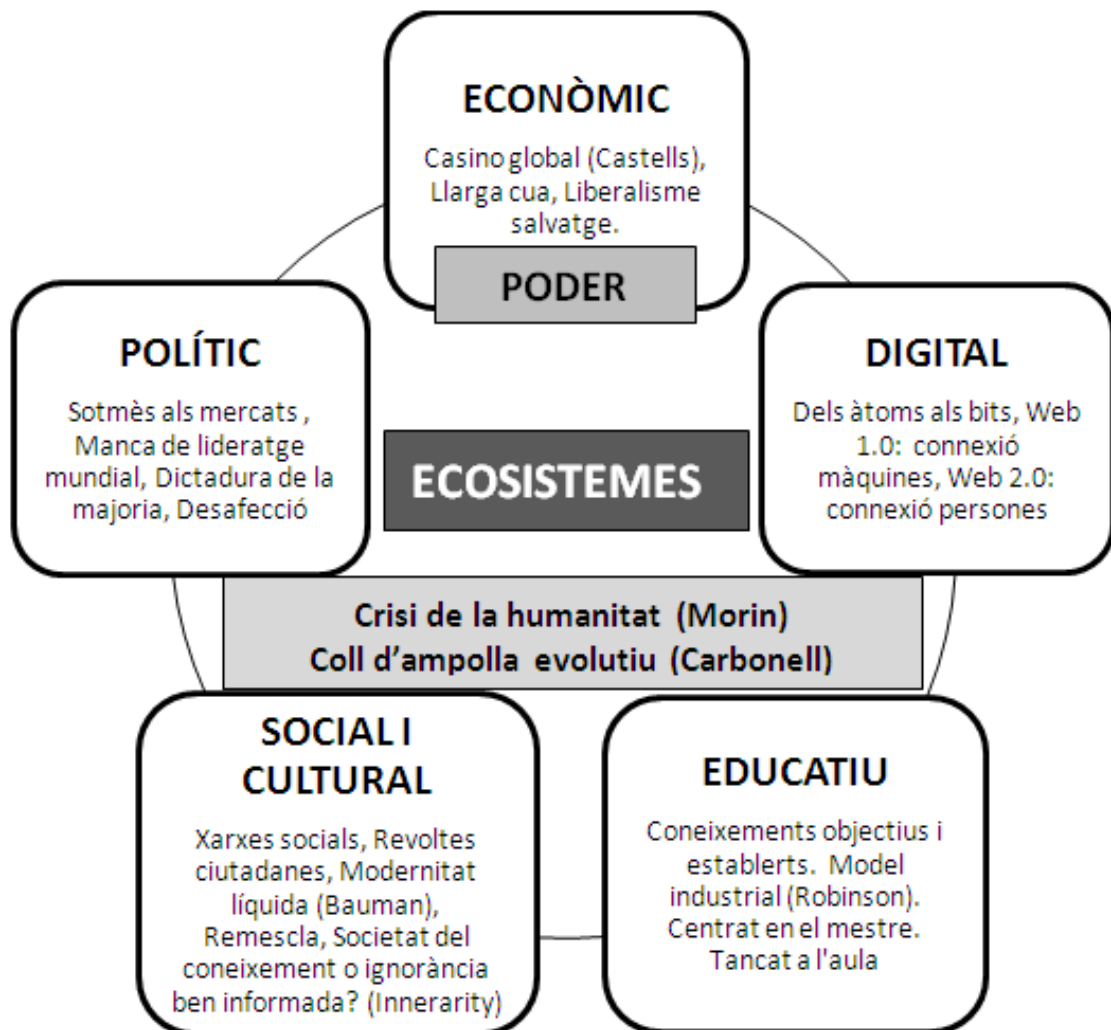 ECONÒMIC
Casino global (Castells),
Llarga cua, Liberalisme
salvatge.
PODER
POLÍTIC
Sotmès als mercats ,
Manca de lideratge
mundial, Dictadura de la
majoria, Desafecció
DIGITAL
Dels àtoms als bits, Web
1.0: connexió
màquines, Web 2.0:
connexió persones
ECOSISTEMES
Crisi de la humanitat (Morin)
Coll d'ampolla evolutiu (Carbonell)
SOCIAL I
CULTURAL
Xarxes socials, Revoltes
ciutadanes, Modernitat
líquida (Bauman),
Remescla, Societat del
coneixement o ignorància
ben informada? (Innerarity)
EDUCATIU
Coneixements objectius i
establerts. Model
industrial (Robinson).
Centrat en el mestre.
Tancat a l'aula